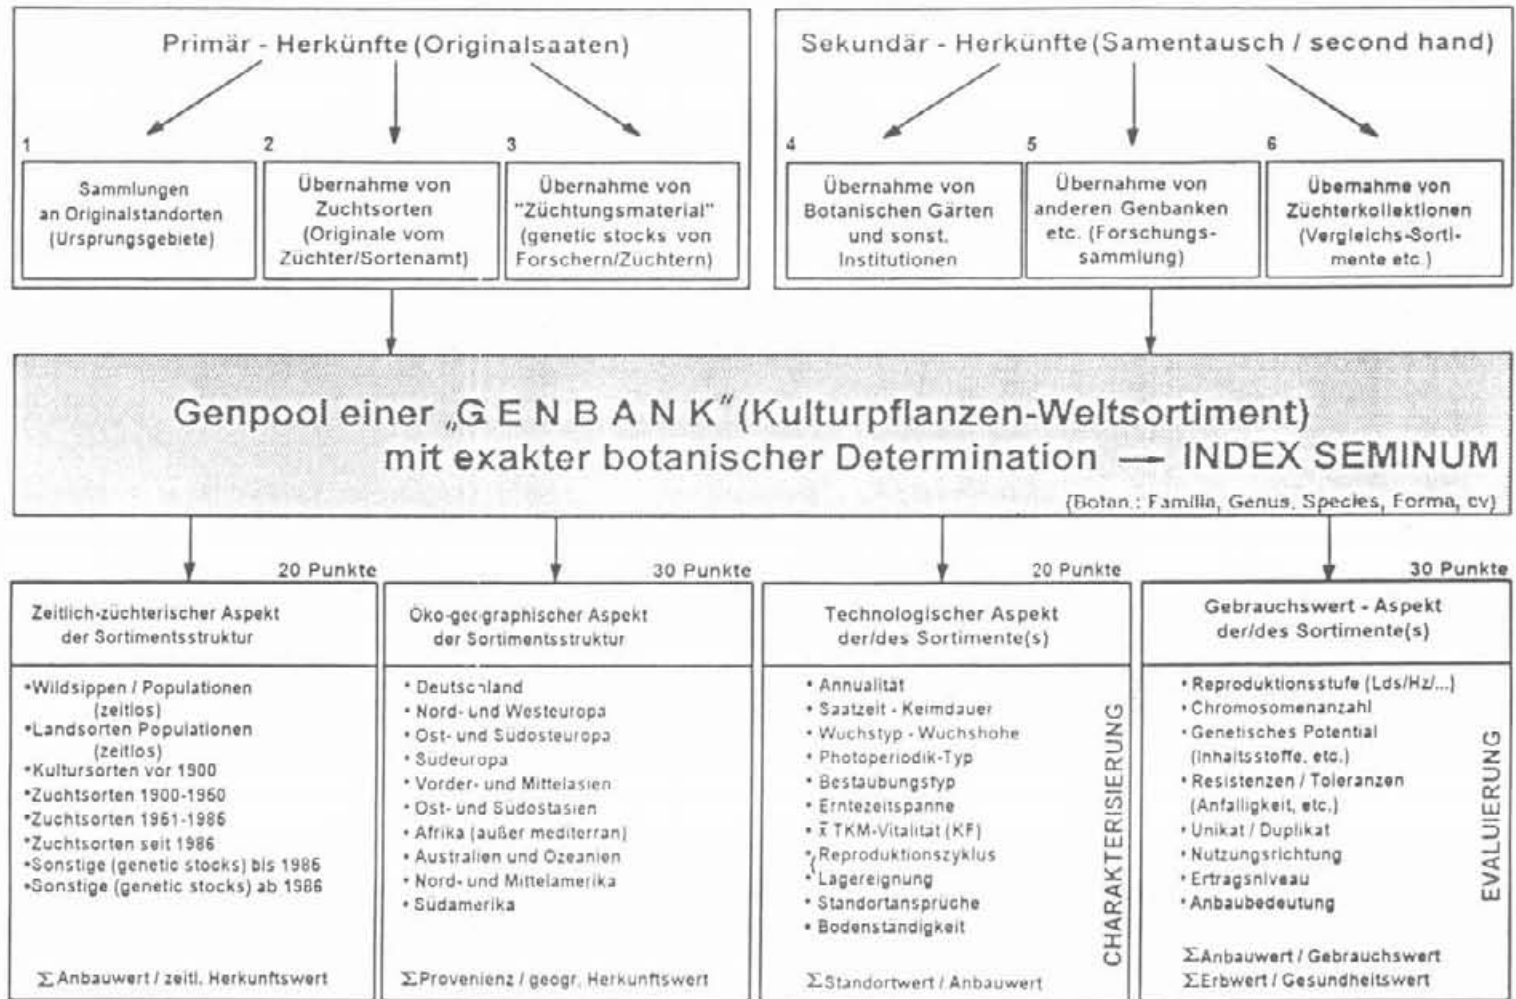 Primär - Herkünfte (Originalsaaten)
1
Sammlungen
an Originalstandorten
(Ursprungsgebiete)
2
Übernahme von
Zuchtsorten
(Originale vom
Züchter/Sortenamt)
3
Übernahme von
"Züchtungsmaterial"
(genetic stocks von
Forschern/Zuchtern)
Sekundär - Herkünfte (Samentausch / second hand)
4
Übernahme von
Botanischen Gärten
und sonst.
Institutionen
5
Übernahme von
anderen Genbanken
etc. (Forschungs-
sammlung)
6
Übernahme von
Züchterkollektionen
(Vergleichs-Sorti-
mente etc.)
Genpool einer „G E N B A N K" (Kulturpflanzen-Weltsortiment)
mit exakter botanischer Determination → INDEX SEMINUM
(Botan.: Familia, Genus, Species, Forma, cv)
20 Punkte
Zeitlich-züchterischer Aspekt
der Sortimentsstruktur
•Wildsippen / Populationen
(zeitlos)
•Landsorten Populationen
(zeitlos)
•Kultursorten vor 1900
•Zuchtsorten 1900-1960
•Zuchtsorten 1961-1985
•Zuchtsorten seit 1986
•Sonstige (genetic stocks) bis 1985
•Sonstige (genetic stocks) ab 1986
∑ Anbauwert / zeitl. Herkunftswert
30 Punkte
Öko-geographischer Aspekt
der Sortimentsstruktur
• Deutschland
• Nord- und Westeuropa
• Ost- und Südosteuropa
• Südeuropa
• Vorder- und Mittelasien
• Ost- und Südostasien
• Afrika (außer mediterran)
• Australien und Ozeanien
• Nord- und Mittelamerika
• Südamerika
∑ Provenienz / geogr. Herkunftswert
20 Punkte
Technologischer Aspekt
der/des Sortimente(s)
• Annualität
• Saatzeit - Keimdauer
• Wuchstyp - Wuchshöhe
• Photoperiodik-Typ
• Bestäubungstyp
• Erntezeitspanne
• x̄ TKM-Vitalität (KF)
• Reproduktionszyklus
• Lagereignung
• Standortansprüche
• Bodenständigkeit
CHARAKTERISIERUNG
∑ Standortwert / Anbauwert
30 Punkte
Gebrauchswert - Aspekt
der/des Sortimente(s)
• Reproduktionsstufe (Lds/Hz/...)
• Chromosomenanzahl
• Genetisches Potential
(Inhaltsstoffe, etc.)
• Resistenzen / Toleranzen
(Anfälligkeit, etc.)
• Unikat / Duplikat
• Nutzungsrichtung
• Ertragsniveau
• Anbaubedeutung
EVALUIERUNG
∑ Anbauwert / Gebrauchswert
∑ Erbwert / Gesundheitswert